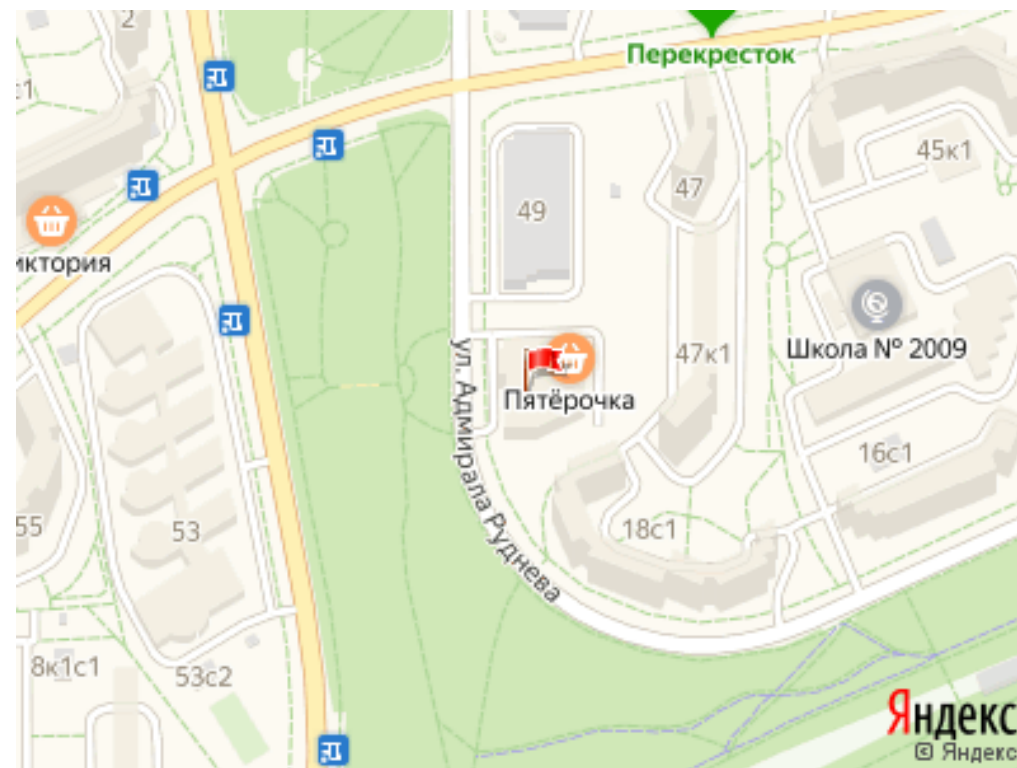 2
Перекресток
:1
45к1
47
49
иктория
Школа № 2009
47к1
Пятёрочка
ул. Адмирала Руднева
16с1
55
53
18с1
8к1с1
53с2
Яндекс
© Яндекс